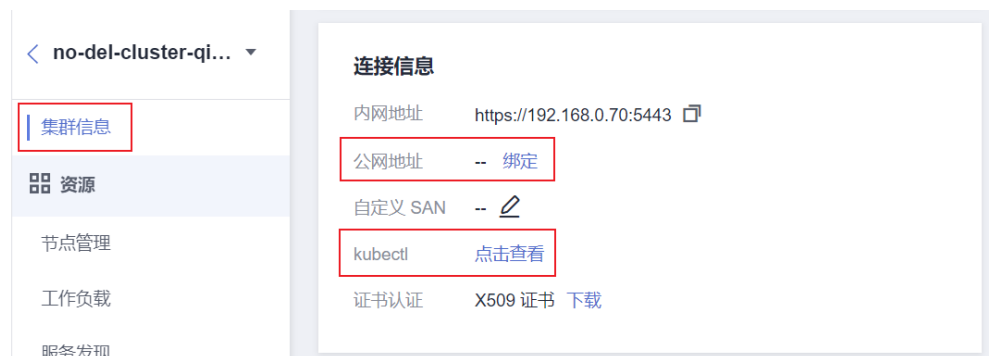 no-del-cluster-qi...
集群信息
资源
节点管理
工作负载
服务发现
连接信息
内网地址 https://192.168.0.70:5443
公网地址 -- 绑定
自定义 SAN --
kubectl 点击查看
证书认证 X509 证书 下载